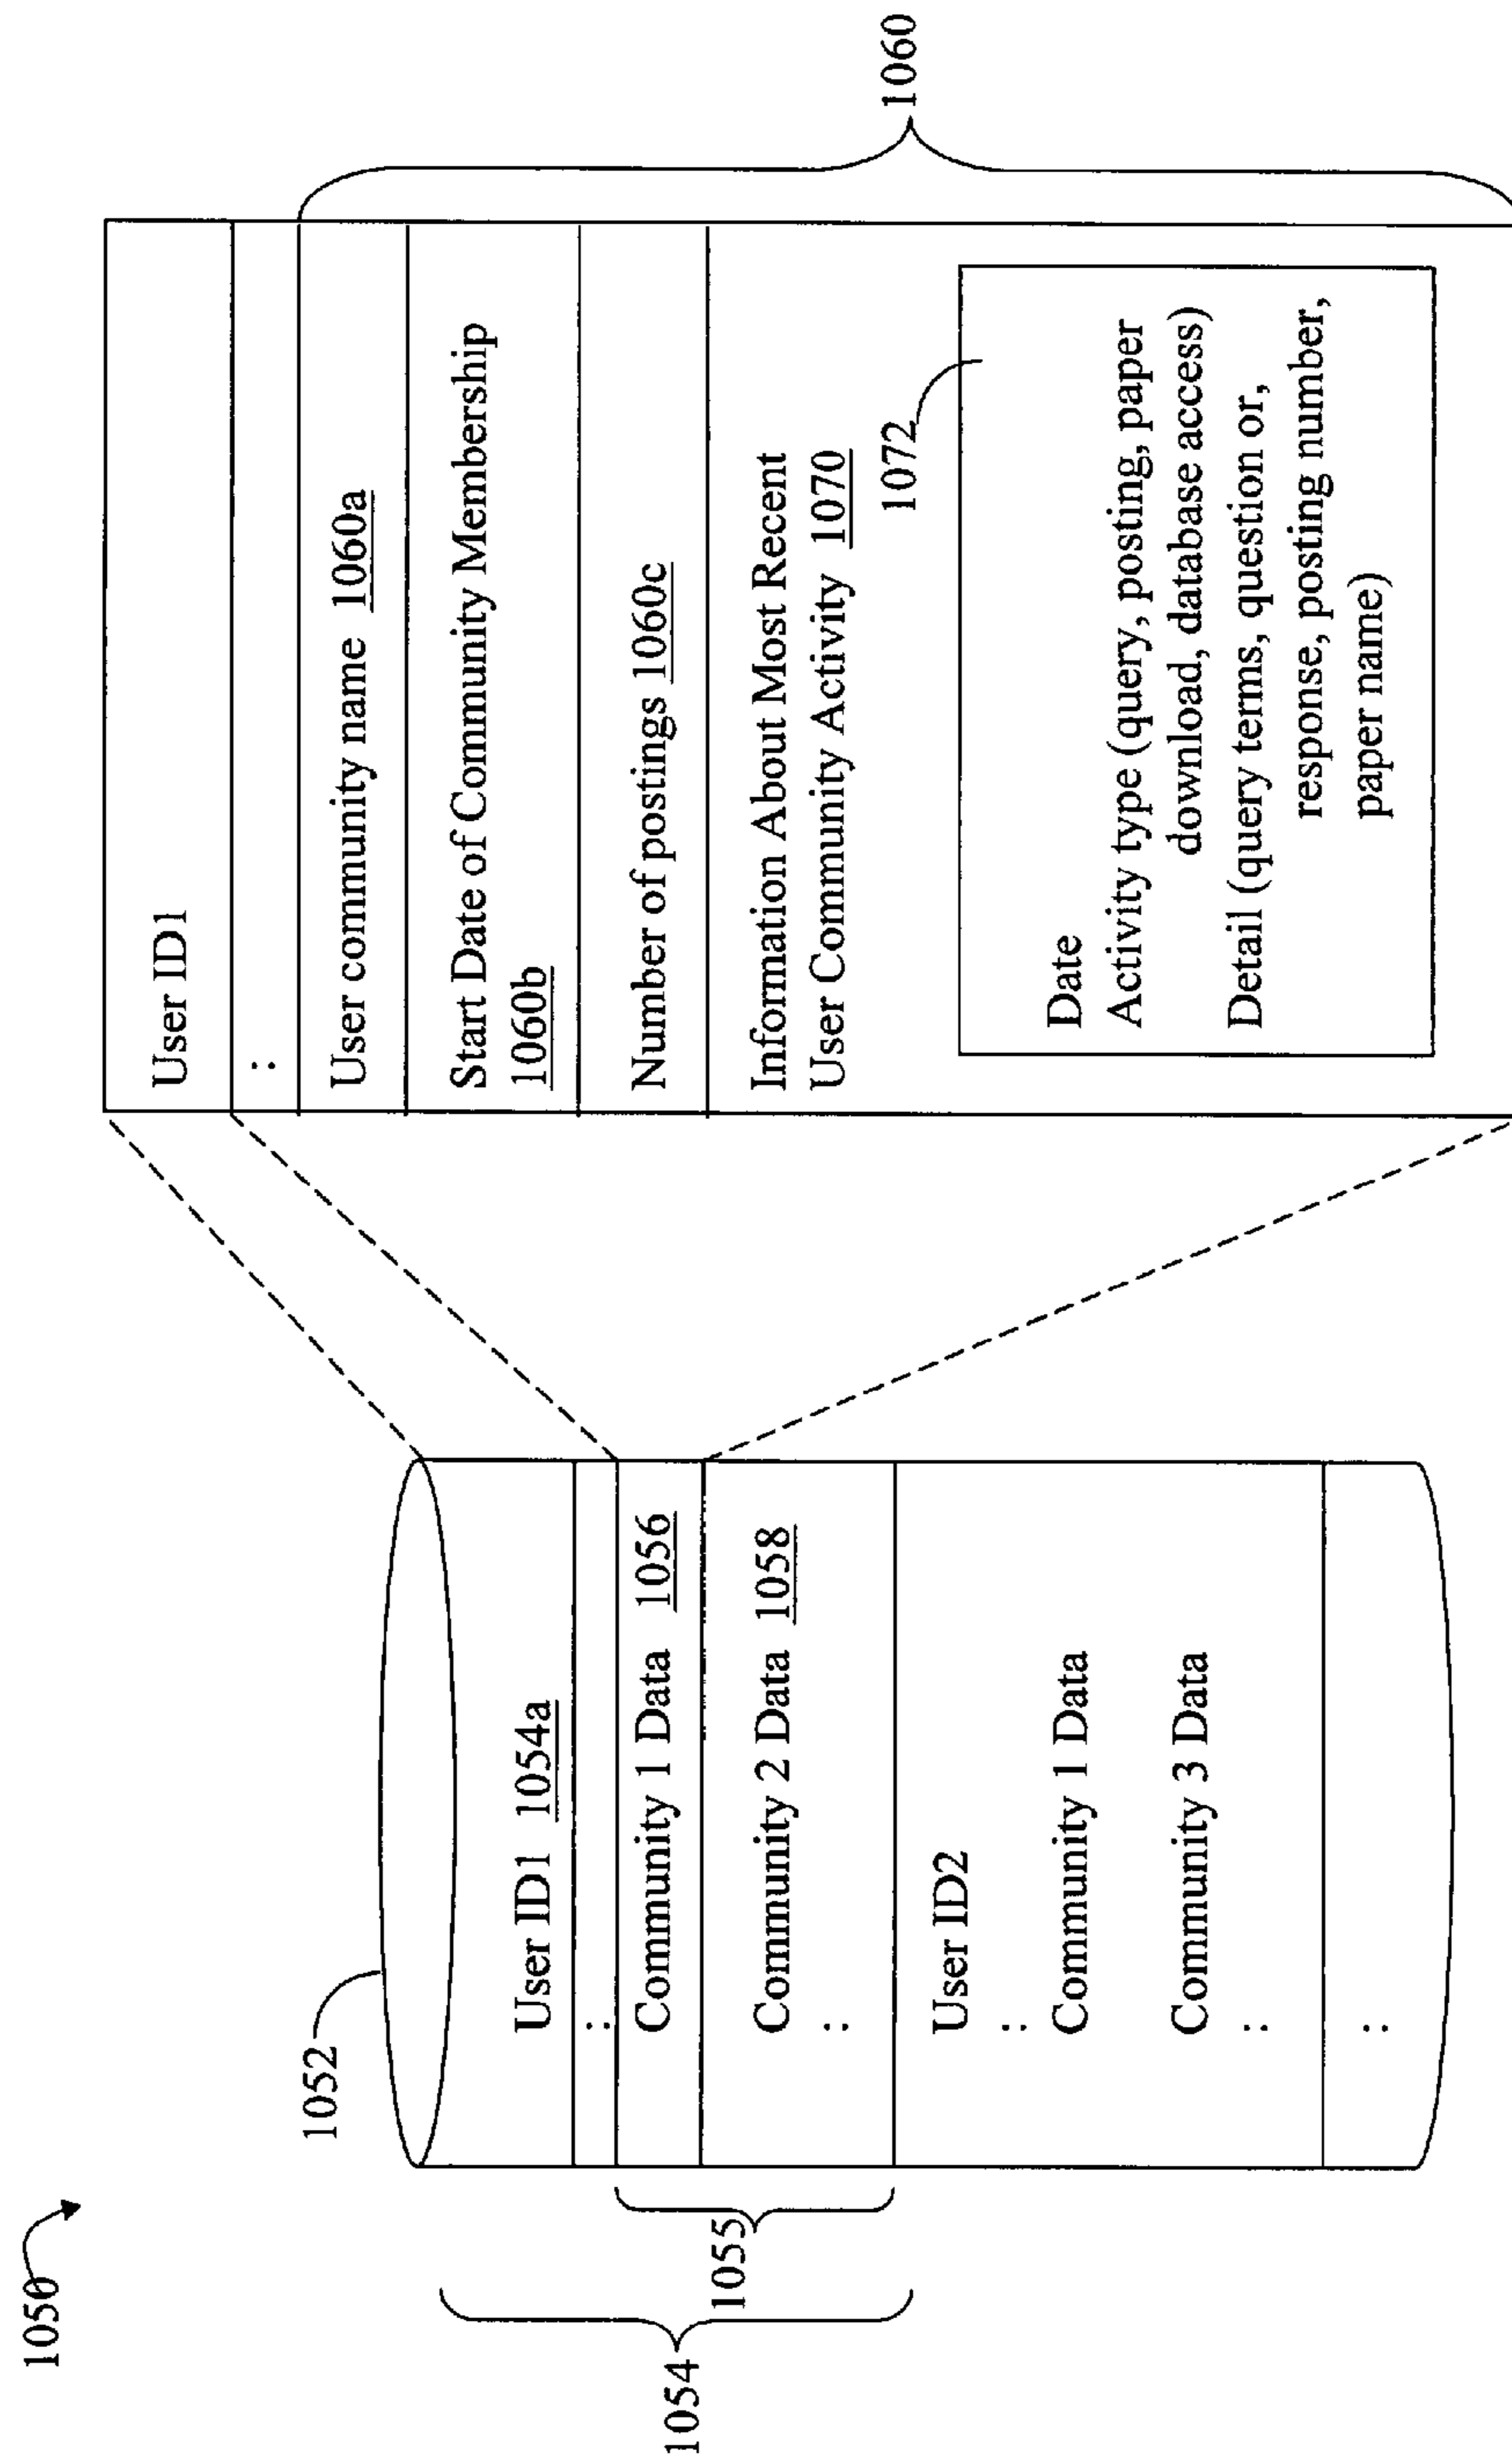 1050
1052
1054
1055
User ID1 1054a
:
Community 1 Data 1056
Community 2 Data 1058
:
User ID2
:
Community 1 Data
Community 3 Data
:
:
User ID1
:
User community name 1060a
Start Date of Community Membership
1060b
Number of postings 1060c
Information About Most Recent
User Community Activity 1070
1072
Date
Activity type (query, posting, paper
download, database access)
Detail (query terms, question or,
response, posting number,
paper name)
1060